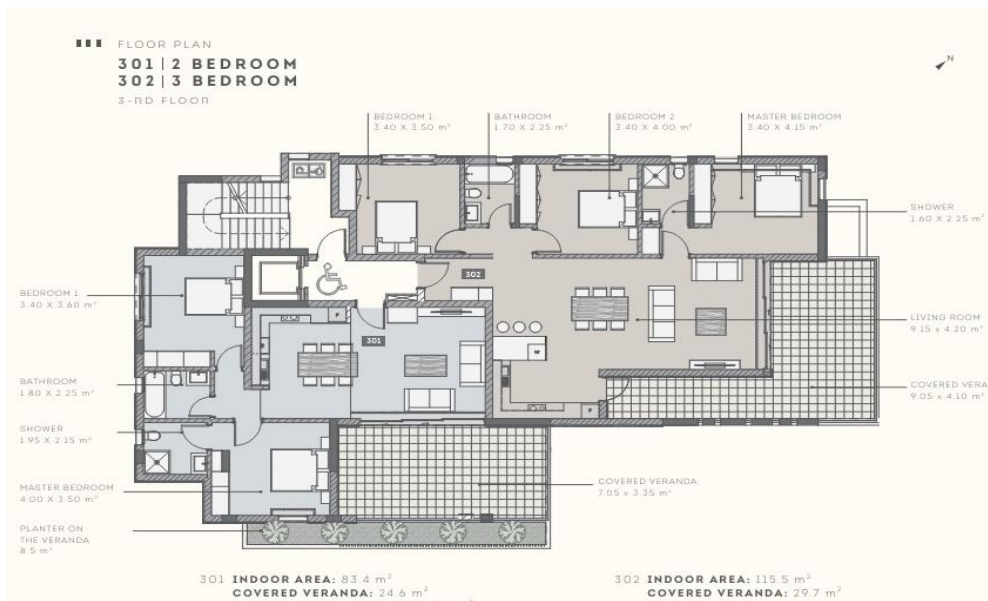 FLOOR PLAN
301 | 2 BEDROOM
302 | 3 BEDROOM
3-RD FLOOR
N
BEDROOM 1
3.40 X 3.50 m²
BATHROOM
1.70 X 2.25 m²
BEDROOM 2
3.40 X 4.00 m²
MASTER BEDROOM
3.40 X 4.15 m²
SHOWER
1.60 X 2.25 m²
302
BEDROOM 1
3.40 X 3.60 m²
LIVING ROOM
9.15 x 4.20 m²
301
BATHROOM
1.80 X 2.25 m²
COVERED VERA
9.05 x 4.10 m²
SHOWER
1.95 X 2.15 m²
MASTER BEDROOM
4.00 X 3.50 m²
COVERED VERANDA
7.05 x 3.35 m²
PLANTER ON
THE VERANDA
8.5 m²
301 INDOOR AREA: 83.4 m²
COVERED VERANDA: 24.6 m²
302 INDOOR AREA: 115.5 m²
COVERED VERANDA: 29.7 m²